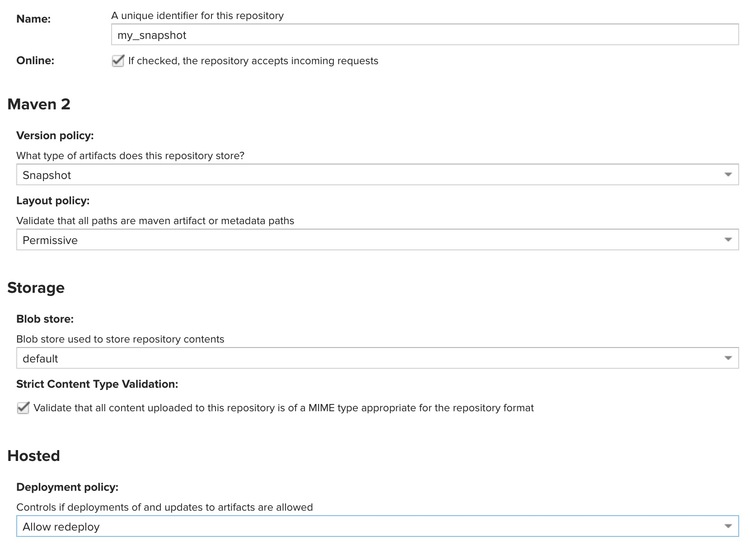 Name:
A unique identifier for this repository
my_snapshot
Online:
If checked, the repository accepts incoming requests
Maven 2
Version policy:
What type of artifacts does this repository store?
Snapshot
Layout policy:
Validate that all paths are maven artifact or metadata paths
Permissive
Storage
Blob store:
Blob store used to store repository contents
default
Strict Content Type Validation:
Validate that all content uploaded to this repository is of a MIME type appropriate for the repository format
Hosted
Deployment policy:
Controls if deployments of and updates to artifacts are allowed
Allow redeploy